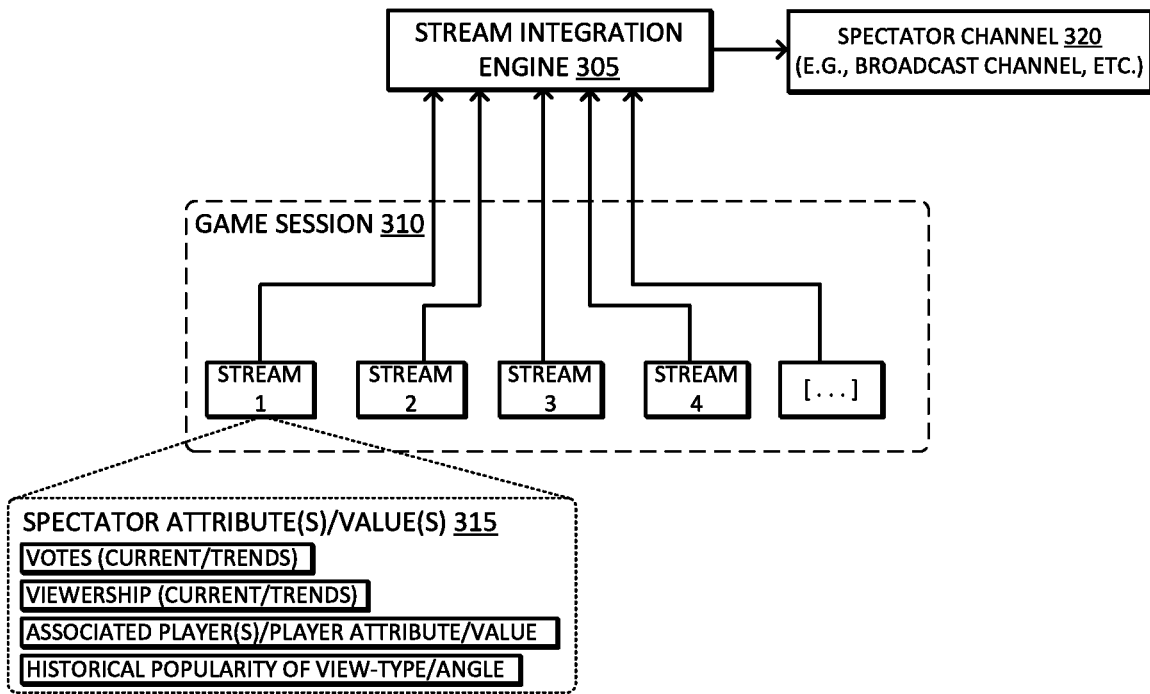 STREAM INTEGRATION
ENGINE 305
SPECTATOR CHANNEL 320
(E.G., BROADCAST CHANNEL, ETC.)
GAME SESSION 310
STREAM
1
STREAM
2
STREAM
3
STREAM
4
[...]
SPECTATOR ATTRIBUTE(S)/VALUE(S) 315
VOTES (CURRENT/TRENDS)
VIEWERSHIP (CURRENT/TRENDS)
ASSOCIATED PLAYER(S)/PLAYER ATTRIBUTE/VALUE
HISTORICAL POPULARITY OF VIEW-TYPE/ANGLE